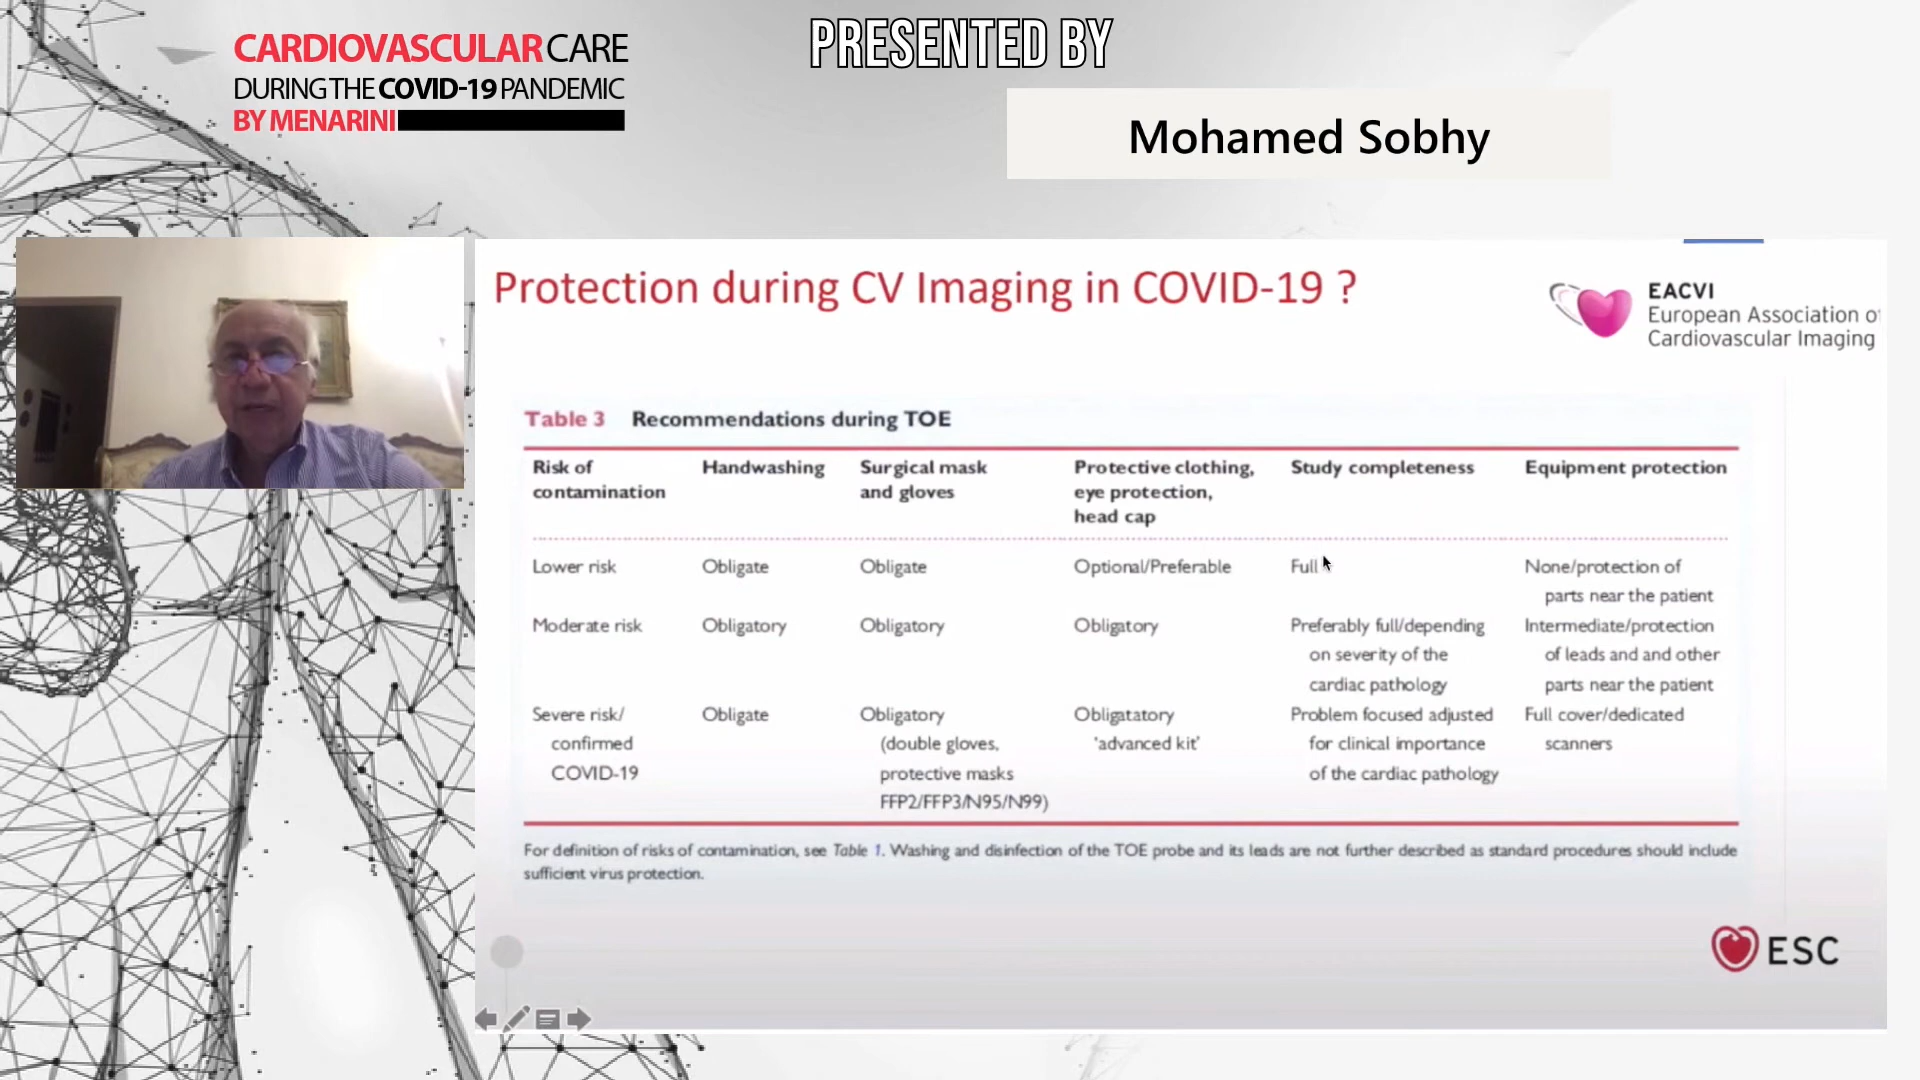 CARDIOVASCULAR CARE
DURING THE COVID-19 PANDEMIC
BY MENARINI
PRESENTED BY
Mohamed Sobhy
Protection during CV Imaging in COVID-19 ?
EACVI
European Association of
Cardiovascular Imaging
Table 3 Recommendations during TOE
Risk of contamination
Handwashing
Surgical mask and gloves
Protective clothing, eye protection, head cap
Study completeness
Equipment protection
Lower risk
Obligate
Obligate
Optional/Preferable
Full
None/protection of parts near the patient
Moderate risk
Obligatory
Obligatory
Obligatory
Preferably full/depending on severity of the cardiac pathology
Intermediate/protection of leads and and other parts near the patient
Severe risk/ confirmed COVID-19
Obligate
Obligatory (double gloves, protective masks FFP2/FFP3/N95/N99)
Obligatatory 'advanced kit'
Problem focused adjusted for clinical importance of the cardiac pathology
Full cover/dedicated scanners
For definition of risks of contamination, see Table 1. Washing and disinfection of the TOE probe and its leads are not further described as standard procedures should include
sufficient virus protection.
ESC